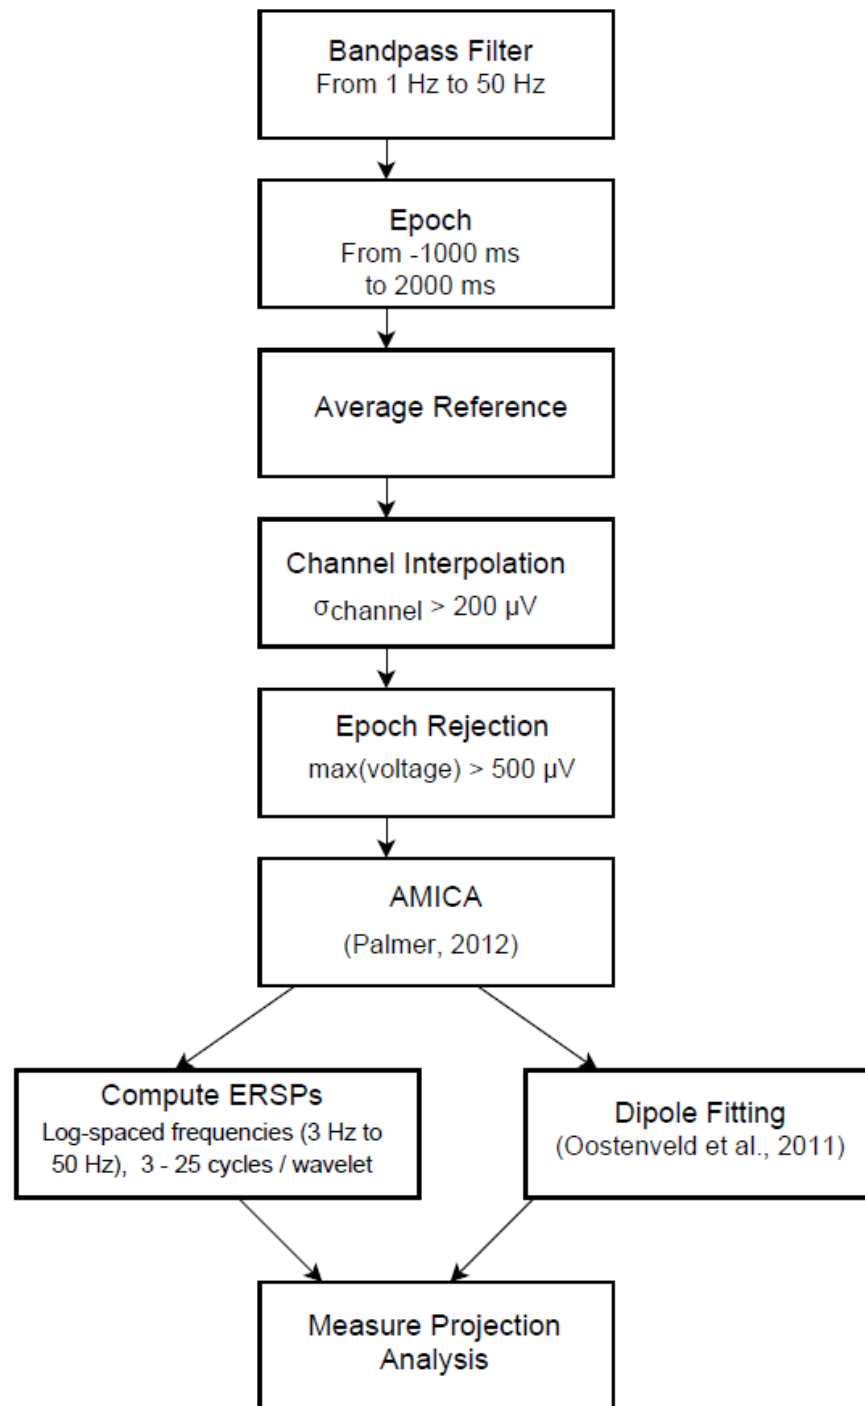 Bandpass Filter
From 1 Hz to 50 Hz
Epoch
From -1000 ms
to 2000 ms
Average Reference
Channel Interpolation
σchannel > 200 μV
Epoch Rejection
max(voltage) > 500 μV
AMICA
(Palmer, 2012)
Compute ERSPs
Log-spaced frequencies (3 Hz to
50 Hz), 3 - 25 cycles / wavelet
Dipole Fitting
(Oostenveld et al., 2011)
Measure Projection
Analysis